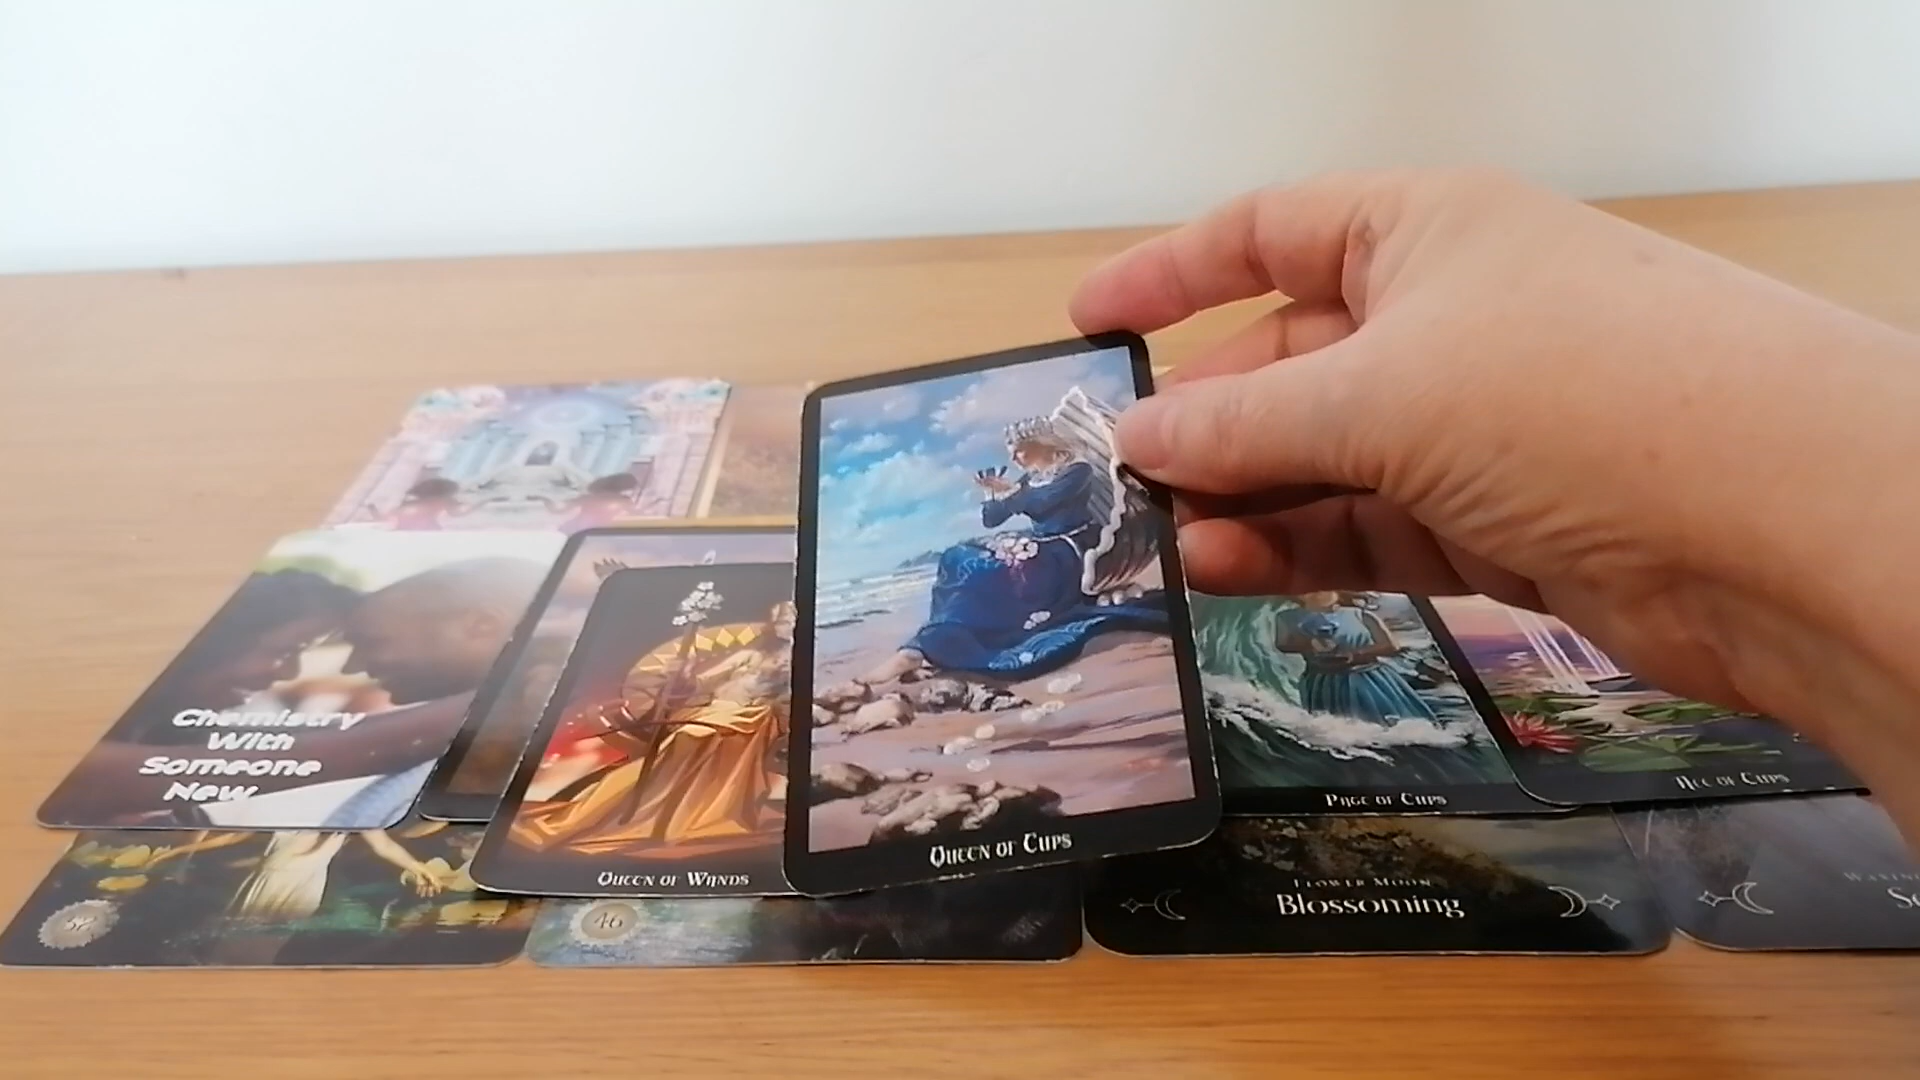 Chemistry
With
Someone
New
Queen of Wands
Queen of Cups
Page of Cups
Ace of Cups
46
Flower Moon
Blossoming